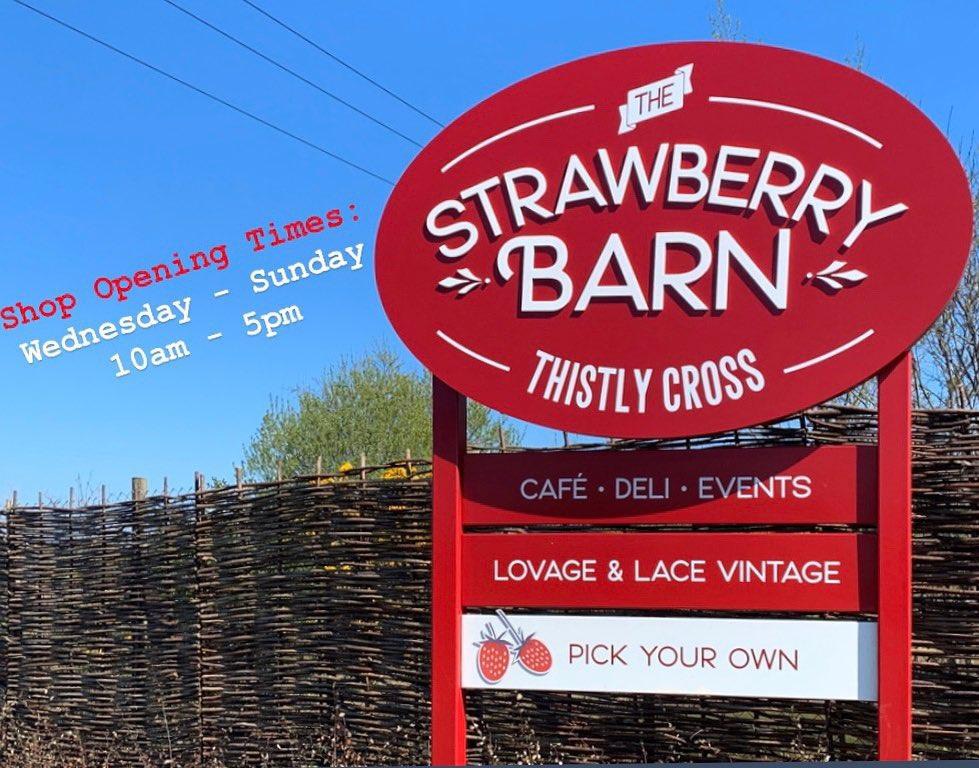 Shop Opening Times:
Wednesday - Sunday
10am - 5pm
THE
STRAWBERRY
BARN
THISTLY CROSS
CAFÉ · DELI · EVENTS
LOVAGE & LACE VINTAGE
PICK YOUR OWN